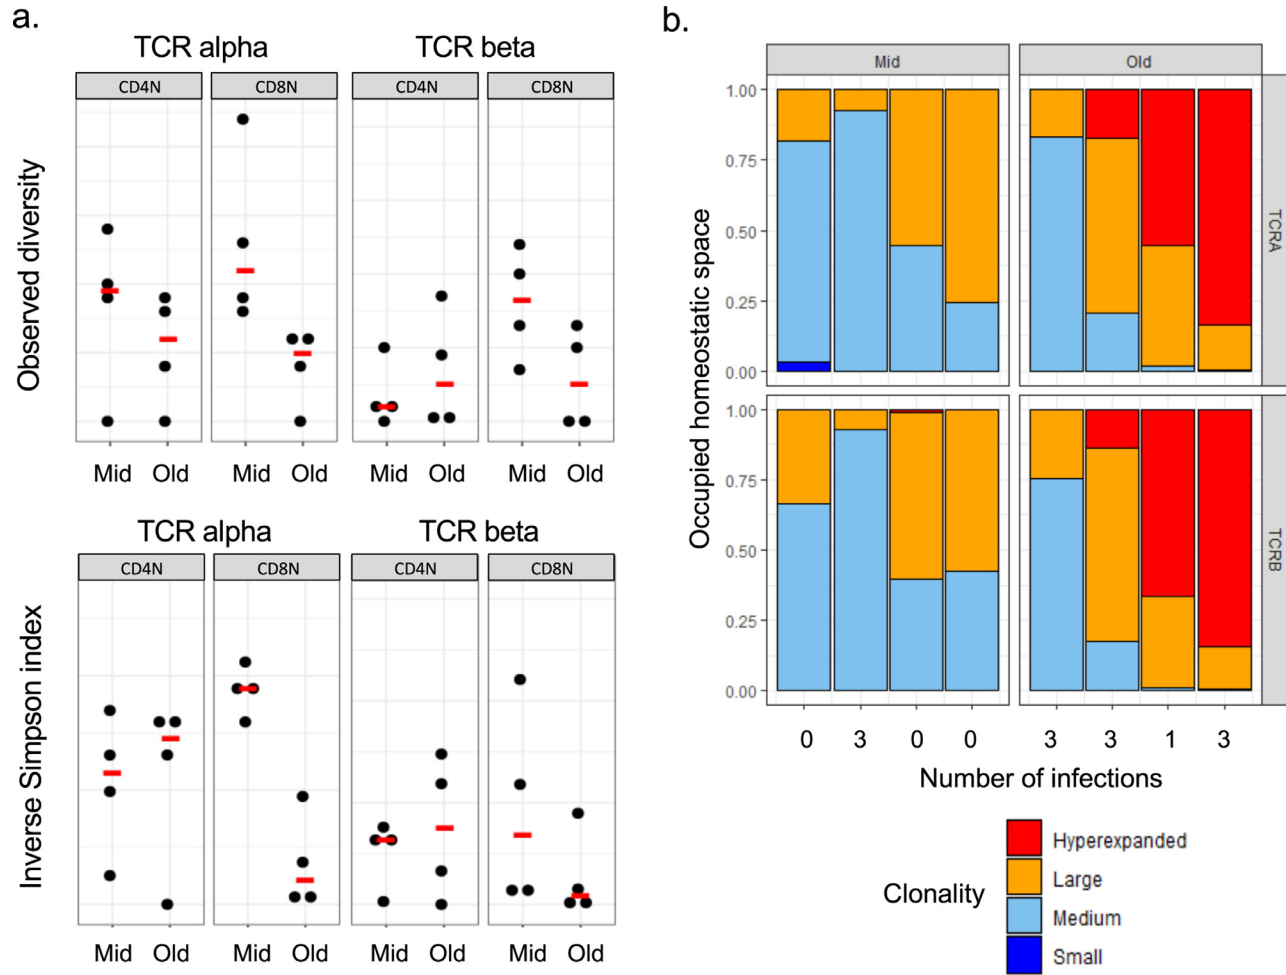 a.
TCR alpha
TCR beta
CD4N
CD8N
CD4N
CD8N
Observed diversity
Mid
Old
Mid
Old
Mid
Old
Mid
Old
TCR alpha
TCR beta
CD4N
CD8N
CD4N
CD8N
Inverse Simpson index
Mid
Old
Mid
Old
Mid
Old
Mid
Old
b.
Mid
Old
Occupied homeostatic space
1.00
0.75
0.50
0.25
0.00
TCRA
1.00
0.75
0.50
0.25
0.00
TCRB
0 3 0 0 3 3 1 3
Number of infections
Clonality
Hyperexpanded
Large
Medium
Small